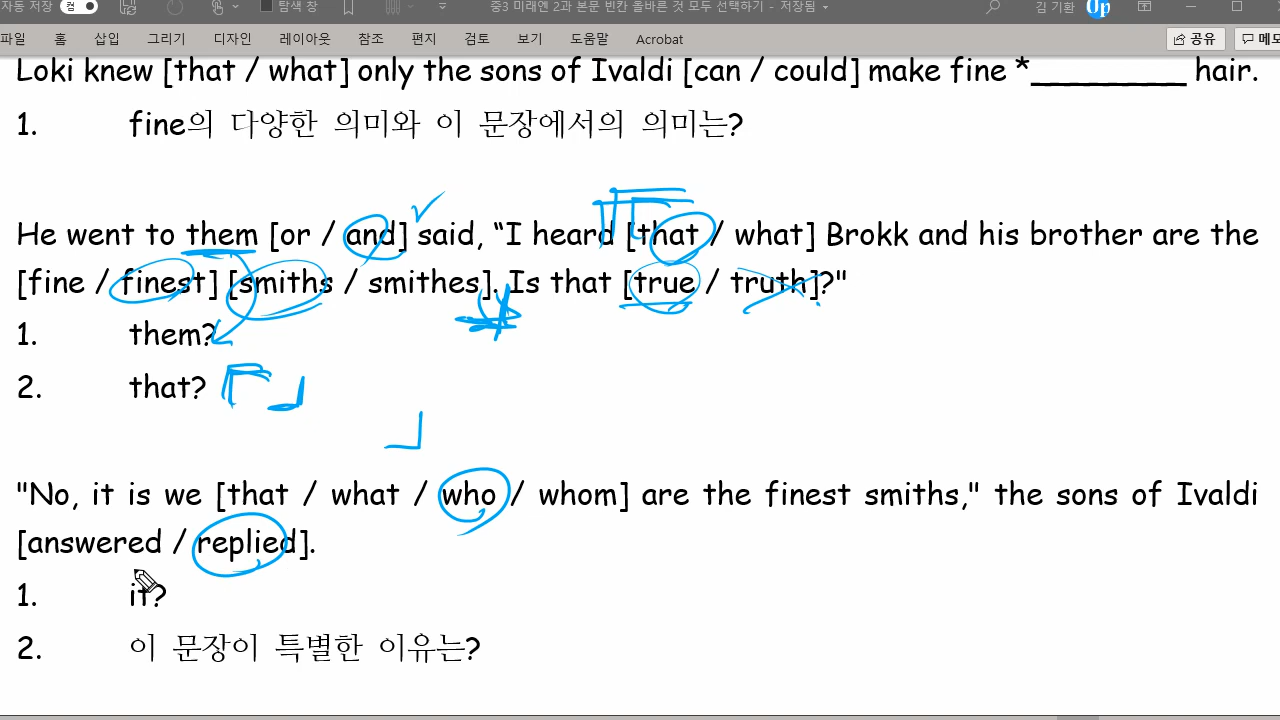 자동 저장 컴 탐색 창 중3 미래엔 2과 본문 빈칸 올바른 것 모두 선택하기 - 저장됨 김 기환
파일 홈 삽입 그리기 디자인 레이아웃 참조 편지 검토 보기 도움말 Acrobat 공유 메모
Loki knew [that / what] only the sons of Ivaldi [can / could] make fine *________ hair.
1. fine의 다양한 의미와 이 문장에서의 의미는?
He went to them [or / and] said, “I heard [that / what] Brokk and his brother are the
[fine / finest] [smiths / smithes]. Is that [true / truth]?"
1. them?
2. that?
"No, it is we [that / what / who / whom] are the finest smiths," the sons of Ivaldi
[answered / replied].
1. it?
2. 이 문장이 특별한 이유는?